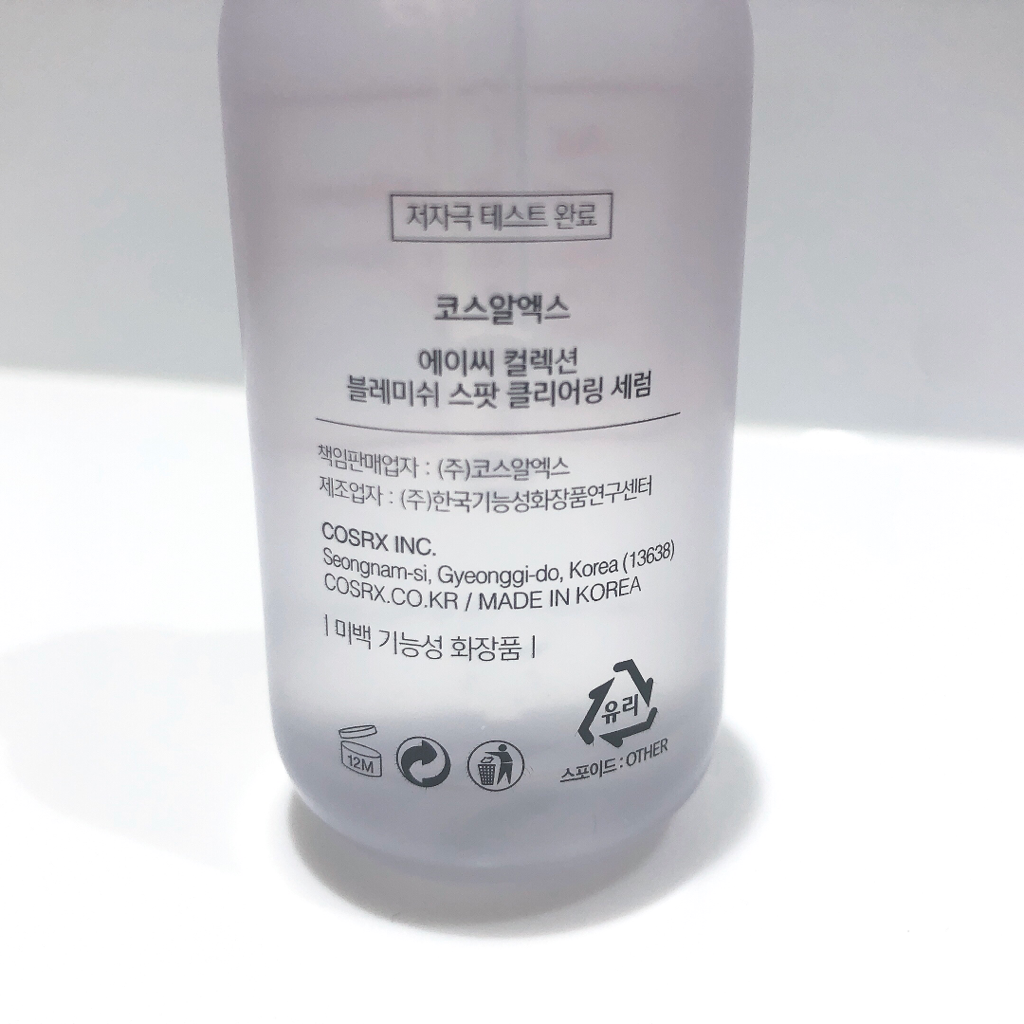 저자극 테스트 완료
코스알엑스
에이씨 컬렉션
블레미쉬 스팟 클리어링 세럼
책임판매업자 : (주)코스알엑스
제조업자 : (주)한국기능성화장품연구센터
COSRX INC.
Seongnam-si, Gyeonggi-do, Korea (13638)
COSRX.CO.KR / MADE IN KOREA
| 미백 기능성 화장품 |
유리
12M
스포이드 : OTHER